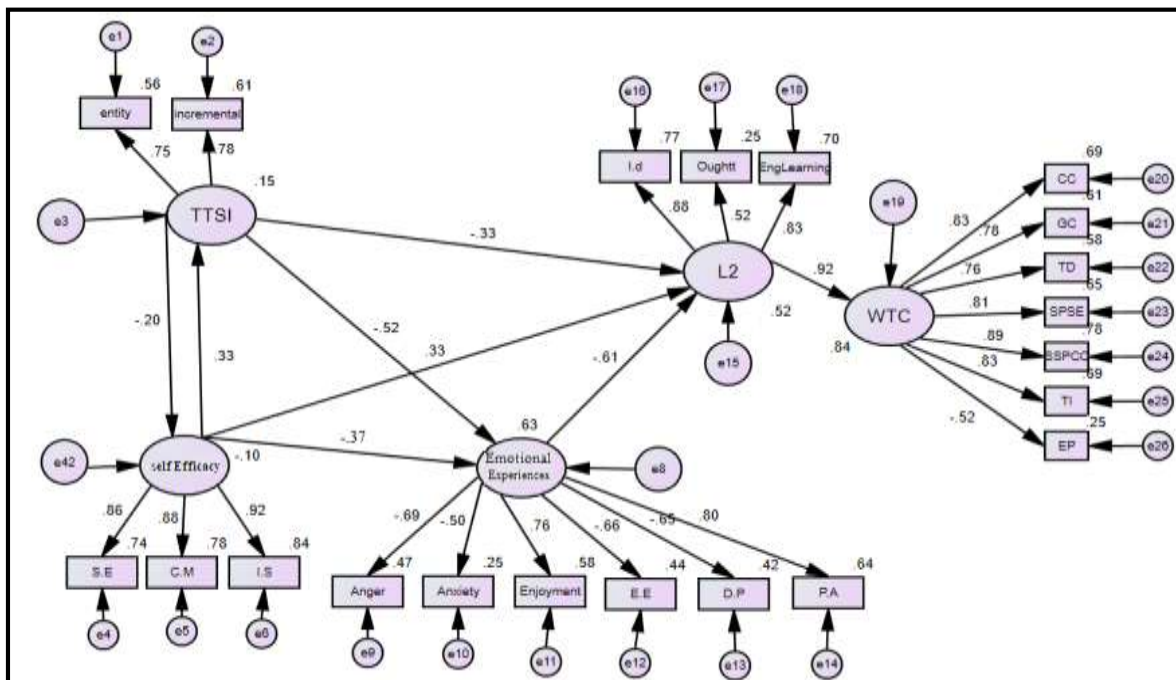 e1
e2
.56
.61
entity
incremental
.75
.78
e3
TTSI
.15
e16
e17
e18
.77
.25
.70
I.d
Oughtt
EngLearning
.88
.52
.83
L2
.52
e15
-.33
-.20
.33
-.52
.33
-.61
.92
e19
WTC
.84
.69
CC
e20
.83
.61
GC
e21
.78
.58
TD
e22
.76
.65
SPSE
e23
.81
.78
SSPCC
e24
.89
.69
TI
e25
.83
.25
EP
e26
-.52
e42
self Efficacy
-.10
-.37
.63
Emotional
Experiences
e8
.86
.88
.92
.74
.78
.84
S.E
C.M
I.S
e4
e5
e6
-.69
-.50
.76
-.66
-.65
.80
.47
.25
.58
.44
.42
.64
Anger
Anxiety
Enjoyment
E.E
D.P
P.A
e9
e10
e11
e12
e13
e14